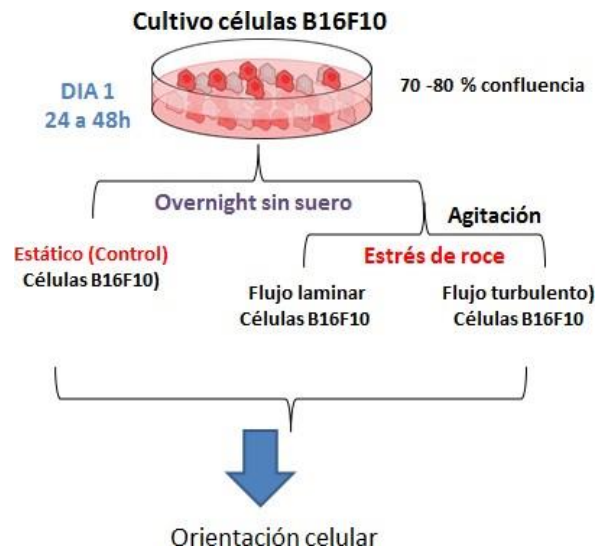 Cultivo células B16F10
DIA 1
24 a 48h
70 -80 % confluencia
Overnight sin suero
Agitación
Estático (Control)
Células B16F10)
Estrés de roce
Flujo laminar
Células B16F10
Flujo turbulento)
Células B16F10
Orientación celular